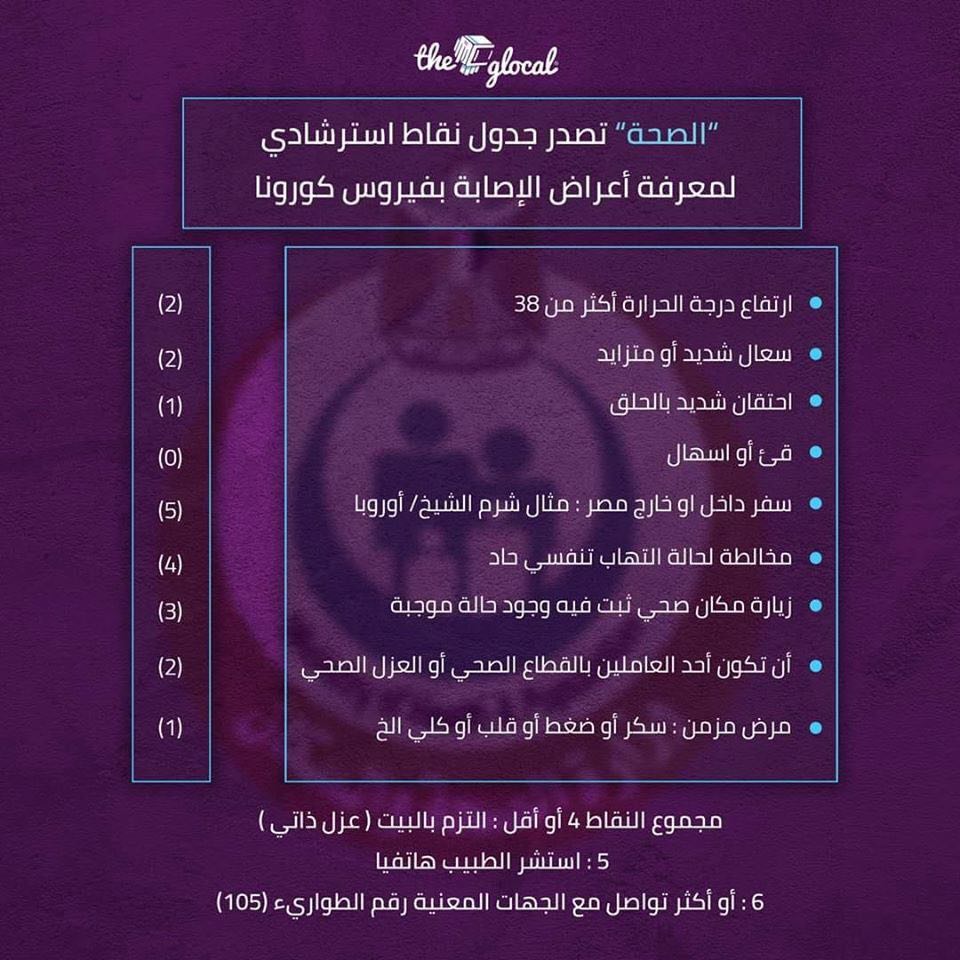 the glocal
“الصحة“ تصدر جدول نقاط استرشادي
لمعرفة أعراض الإصابة بفيروس كورونا
ارتفاع درجة الحرارة أكثر من 38 (2)
سعال شديد أو متزايد (2)
احتقان شديد بالحلق (1)
قئ أو اسهال (0)
سفر داخل او خارج مصر : مثال شرم الشيخ/ أوروبا (5)
مخالطة لحالة التهاب تنفسي حاد (4)
زيارة مكان صحي ثبت فيه وجود حالة موجبة (3)
أن تكون أحد العاملين بالقطاع الصحي أو العزل الصحي (2)
مرض مزمن : سكر أو ضغط أو قلب أو كلي الخ (1)
مجموع النقاط 4 أو أقل : التزم بالبيت ( عزل ذاتي )
5 : استشر الطبيب هاتفيا
6 : أو أكثر تواصل مع الجهات المعنية رقم الطواريء (105)